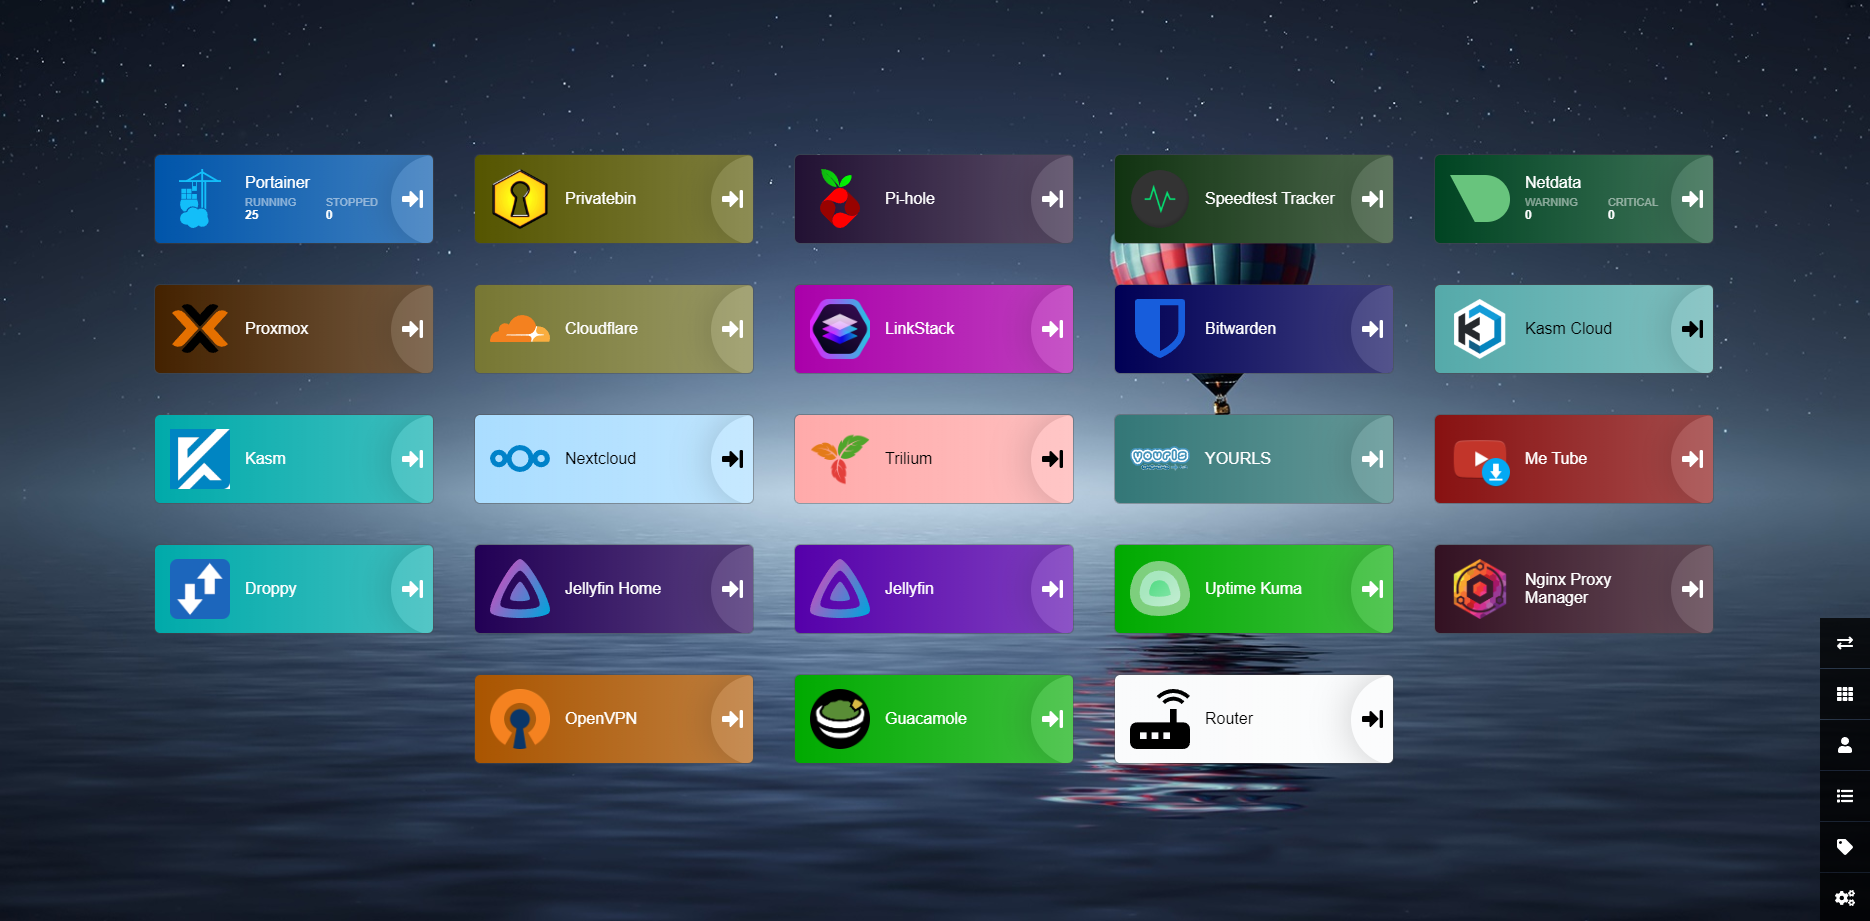 Portainer
RUNNING STOPPED
25 0
Privatebin
Pi-hole
Speedtest Tracker
Netdata
WARNING CRITICAL
0 0
Proxmox
Cloudflare
LinkStack
Bitwarden
Kasm Cloud
Kasm
Nextcloud
Trilium
yourls
YOURLS
Me Tube
Droppy
Jellyfin Home
Jellyfin
Uptime Kuma
Nginx Proxy
Manager
OpenVPN
Guacamole
Router